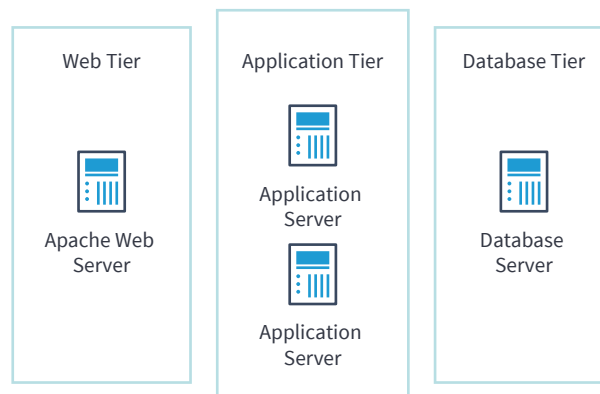 Web Tier
Apache Web
Server
Application Tier
Application
Server
Application
Server
Database Tier
Database
Server